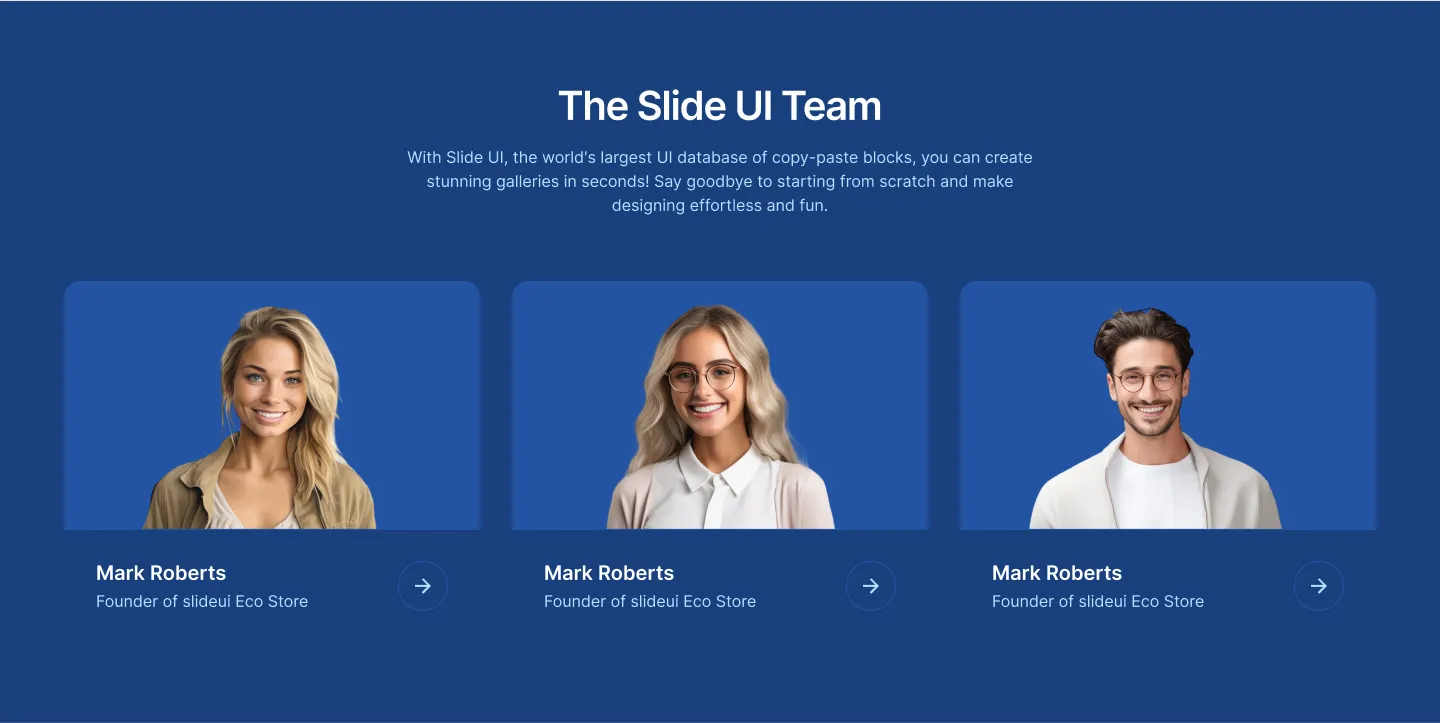 The Slide UI Team
With Slide UI, the world's largest UI database of copy-paste blocks, you can create
stunning galleries in seconds! Say goodbye to starting from scratch and make
designing effortless and fun.
Mark Roberts
Founder of slideui Eco Store
Mark Roberts
Founder of slideui Eco Store
Mark Roberts
Founder of slideui Eco Store